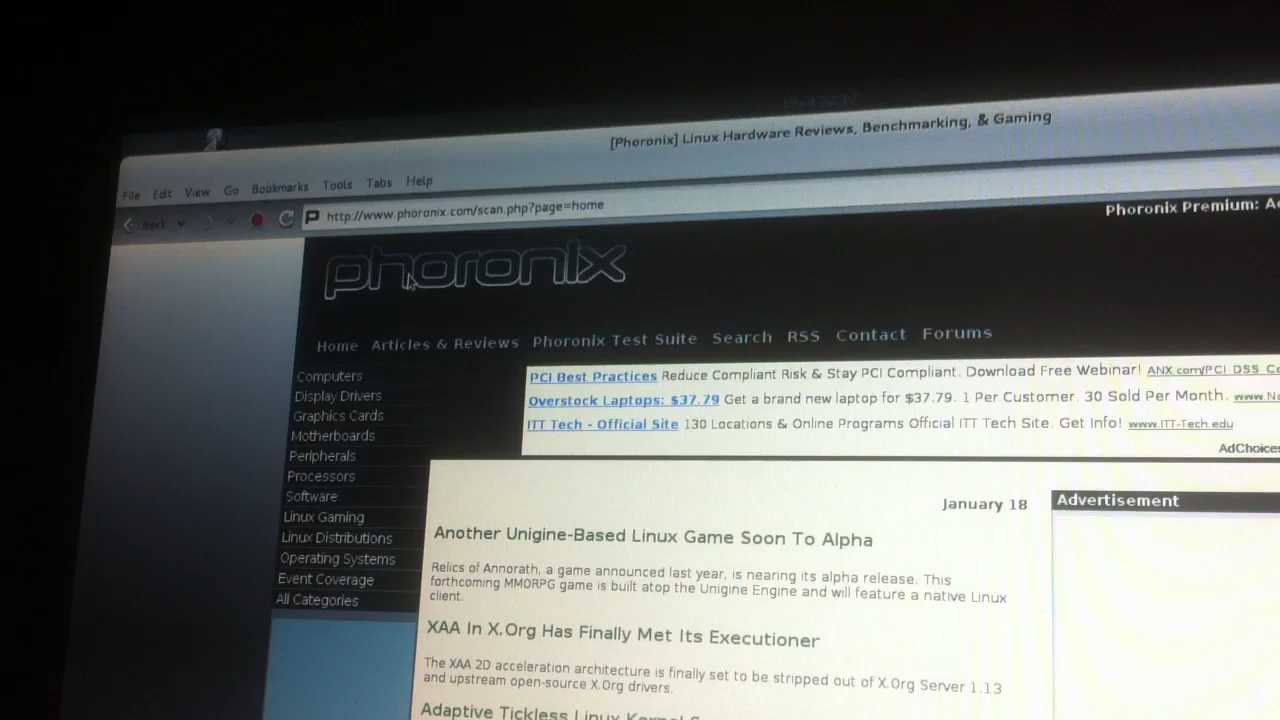 [Phoronix] Linux Hardware Reviews, Benchmarking, & Gaming
File Edit View Go Bookmarks Tools Tabs Help
Back http://www.phoronix.com/scan.php?page=home
Phoronix Premium:
phoronix
Home Articles & Reviews Phoronix Test Suite Search RSS Contact Forums
Computers
Display Drivers
Graphics Cards
Motherboards
Peripherals
Processors
Software
Linux Gaming
Linux Distributions
Operating Systems
Event Coverage
All Categories
PCI Best Practices Reduce Compliant Risk & Stay PCI Compliant. Download Free Webinar! ANX.com/PCI_DSS_Co
Overstock Laptops: $37.79 Get a brand new laptop for $37.79. 1 Per Customer. 30 Sold Per Month. www.No
ITT Tech - Official Site 130 Locations & Online Programs Official ITT Tech Site. Get Info! www.ITT-Tech.edu
AdChoices
January 18
Advertisement
Another Unigine-Based Linux Game Soon To Alpha
Relics of Annorath, a game announced last year, is nearing its alpha release. This
forthcoming MMORPG game is built atop the Unigine Engine and will feature a native Linux
client.
XAA In X.Org Has Finally Met Its Executioner
The XAA 2D acceleration architecture is finally set to be stripped out of X.Org Server 1.13
and upstream open-source X.Org drivers.
Adaptive Tickless Linux Kernel